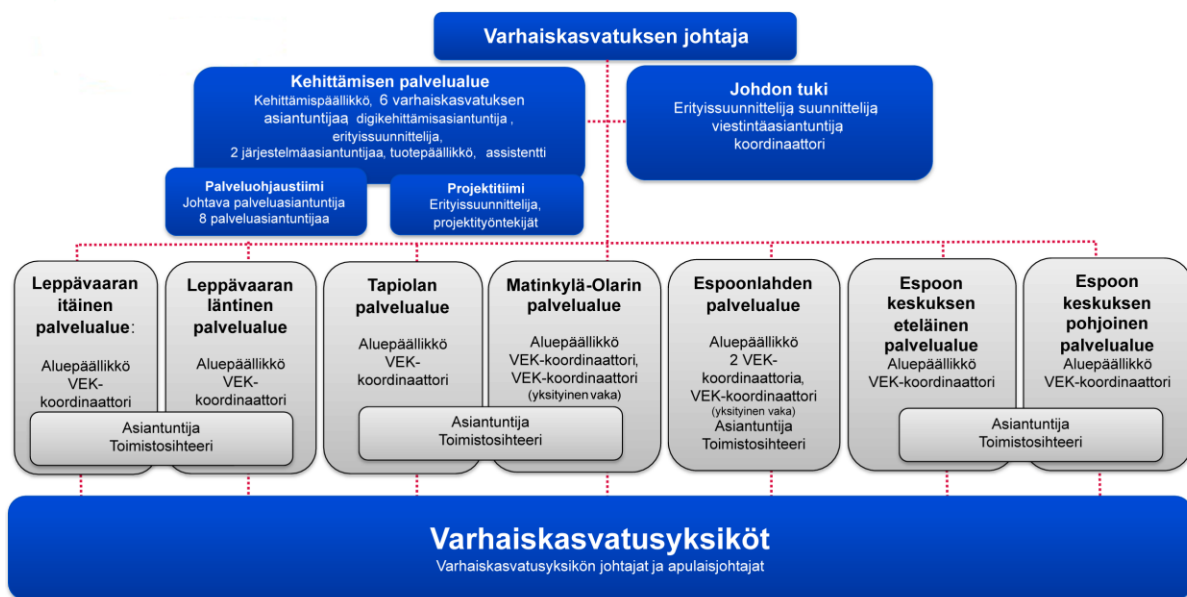 Varhaiskasvatuksen johtaja
Kehittämisen palvelualue
Kehittämispäällikkö, 6 varhaiskasvatuksen
asiantuntijaa, digikehittämisasiantuntija ,
erityissuunnittelija,
2 järjestelmäasiantuntijaa, tuotepäällikkö, assistentti
Johdon tuki
Erityissuunnittelija, suunnittelija,
viestintäasiantuntija,
koordinaattori
Palveluohjaustiimi
Johtava palveluasiantuntija
8 palveluasiantuntijaa
Projektitiimi
Erityissuunnittelija,
projektityöntekijät
Leppävaaran
itäinen
palvelualue:
Aluepäällikkö
VEK-
koordinaattori
Leppävaaran
läntinen
palvelualue
Aluepäällikkö
VEK-
koordinaattori
Asiantuntija
Toimistosihteeri
Tapiolan
palvelualue
Aluepäällikkö
VEK-
koordinaattori
Matinkylä-Olarin
palvelualue
Aluepäällikkö
VEK-koordinaattori,
VEK-koordinaattori
(yksityinen vaka)
Asiantuntija
Toimistosihteeri
Espoonlahden
palvelualue
Aluepäällikkö
2 VEK-
koordinaattoria,
VEK-koordinaattori
(yksityinen vaka)
Asiantuntija
Toimistosihteeri
Espoon
keskuksen
eteläinen
palvelualue
Aluepäällikkö
VEK-koordinaattori
Espoon
keskuksen
pohjoinen
palvelualue
Aluepäällikkö
VEK-koordinaattori
Asiantuntija
Toimistosihteeri
Varhaiskasvatusyksiköt
Varhaiskasvatusyksikön johtajat ja apulaisjohtajat